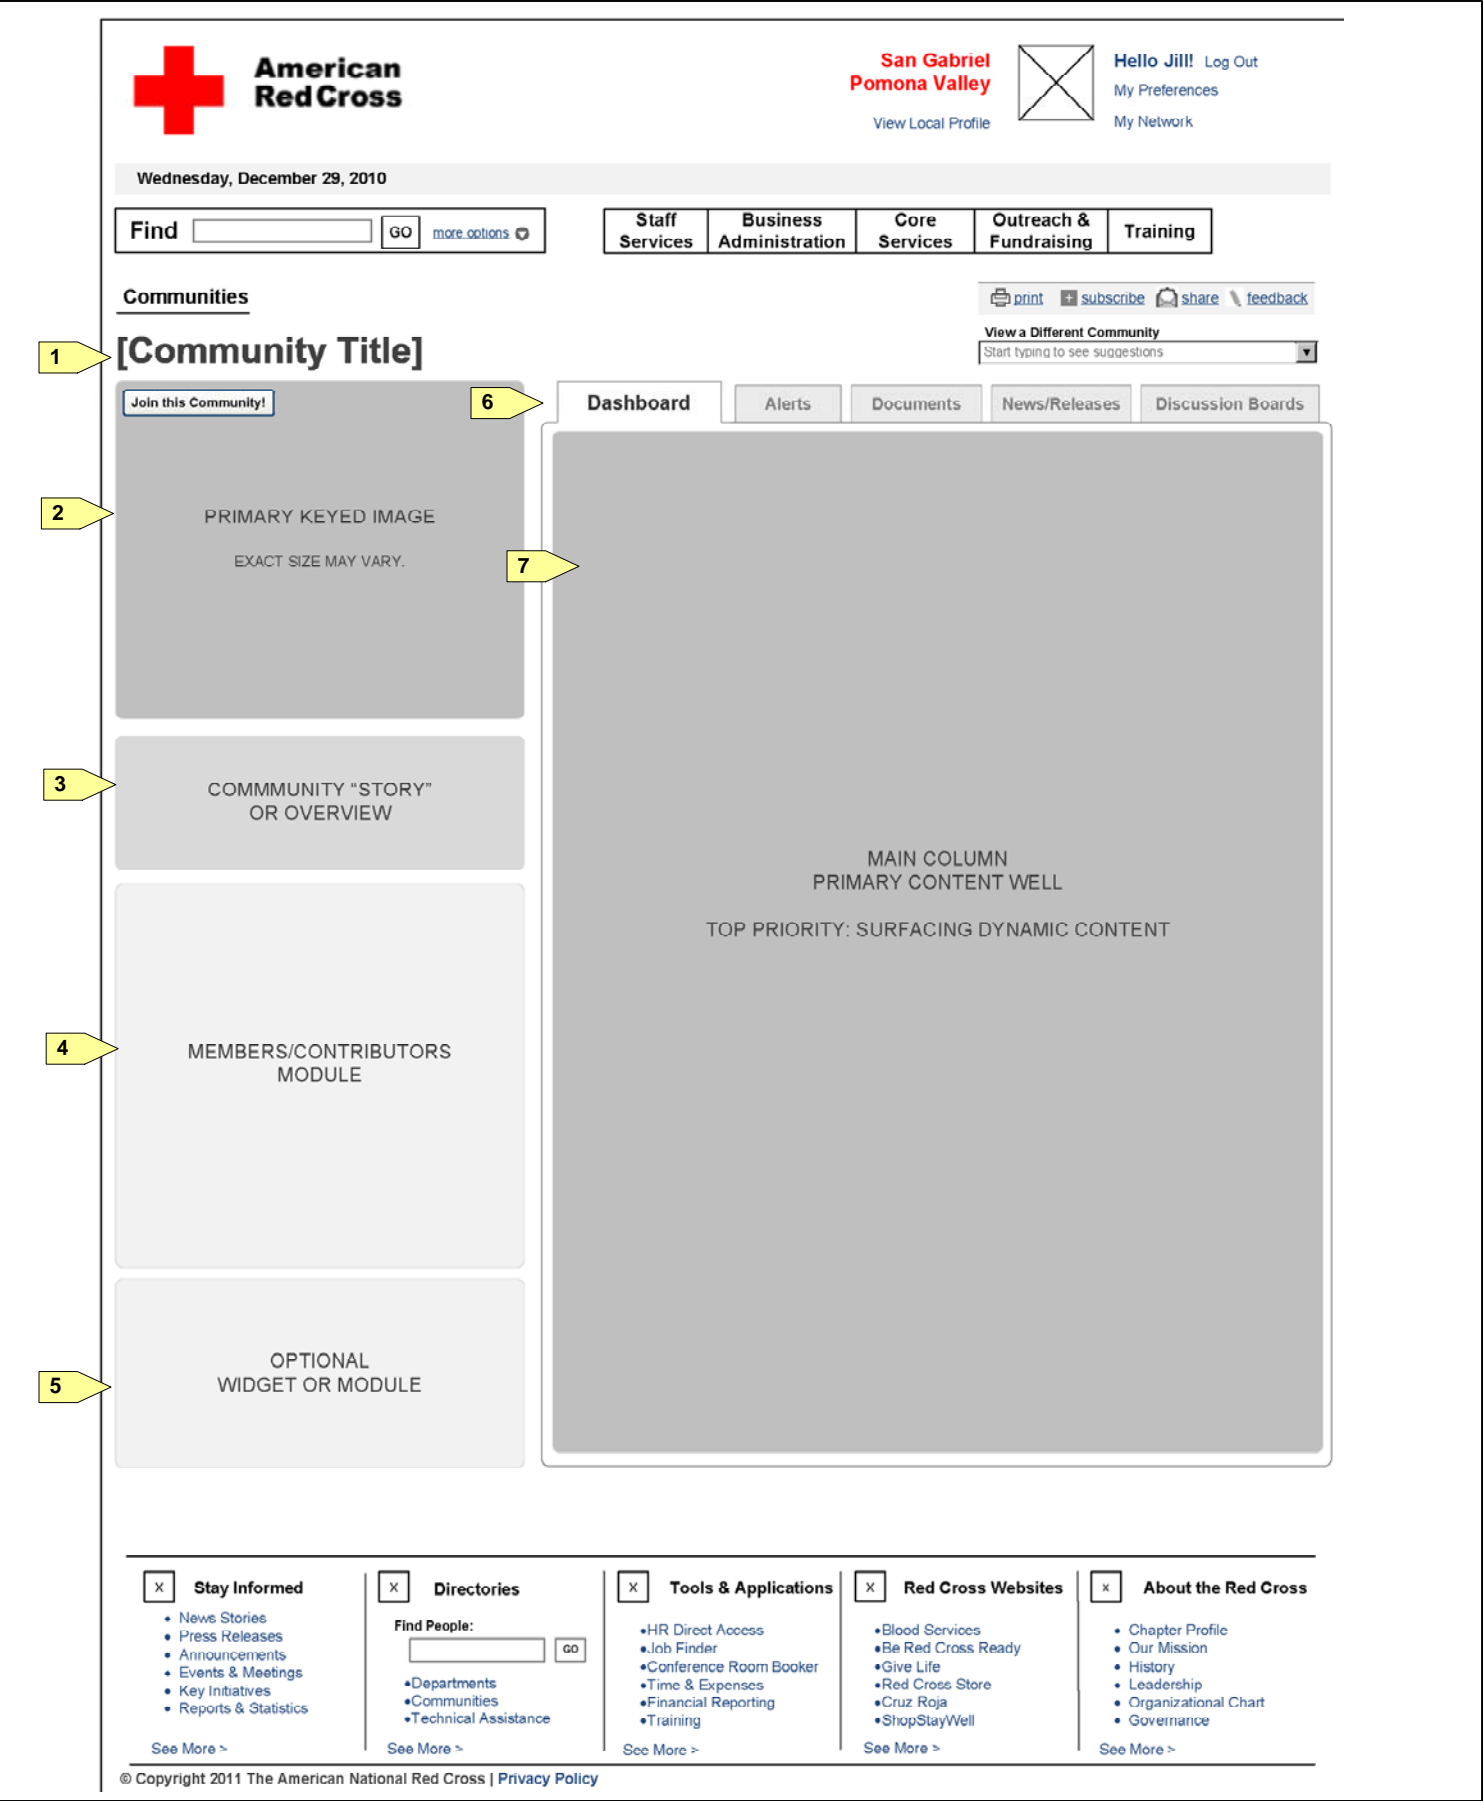 American
Red Cross
San Gabriel
Pomona Valley
View Local Profile
Hello Jill! Log Out
My Preferences
My Network
Wednesday, December 29, 2010
Find GO more options
Staff Services
Business Administration
Core Services
Outreach & Fundraising
Training
Communities
print subscribe share feedback
1
[Community Title]
View a Different Community
Start typing to see suggestions
Join this Community!
6
Dashboard Alerts Documents News/Releases Discussion Boards
2
PRIMARY KEYED IMAGE
EXACT SIZE MAY VARY.
7
3
COMMMUNITY “STORY”
OR OVERVIEW
MAIN COLUMN
PRIMARY CONTENT WELL
TOP PRIORITY: SURFACING DYNAMIC CONTENT
4
MEMBERS/CONTRIBUTORS
MODULE
5
OPTIONAL
WIDGET OR MODULE
X Stay Informed
• News Stories
• Press Releases
• Announcements
• Events & Meetings
• Key Initiatives
• Reports & Statistics
See More >
X Directories
Find People:
GO
•Departments
•Communities
•Technical Assistance
See More >
X Tools & Applications
•HR Direct Access
•Job Finder
•Conference Room Booker
•Time & Expenses
•Financial Reporting
•Training
See More >
X Red Cross Websites
•Blood Services
•Be Red Cross Ready
•Give Life
•Red Cross Store
•Cruz Roja
•ShopStayWell
See More >
X About the Red Cross
• Chapter Profile
• Our Mission
• History
• Leadership
• Organizational Chart
• Governance
See More >
© Copyright 2011 The American National Red Cross | Privacy Policy